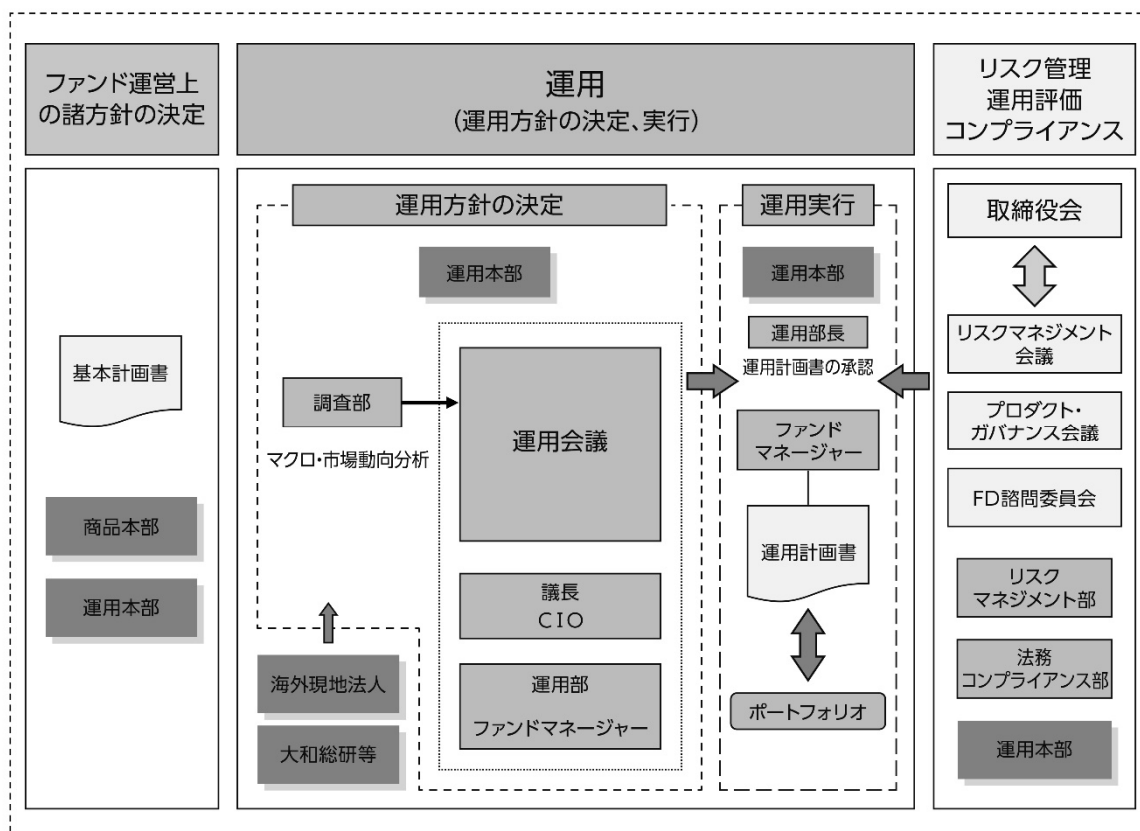 ファンド運営上
の諸方針の決定
運用
(運用方針の決定、実行)
リスク管理
運用評価
コンプライアンス
基本計画書
商品本部
運用本部
運用方針の決定
運用本部
調査部
マクロ・市場動向分析
運用会議
議長
CIO
運用部
ファンドマネージャー
海外現地法人
大和総研等
運用実行
運用本部
運用部長
運用計画書の承認
ファンド
マネージャー
運用計画書
ポートフォリオ
取締役会
リスクマネジメント
会議
プロダクト・
ガバナンス会議
FD諮問委員会
リスク
マネジメント部
法務
コンプライアンス部
運用本部